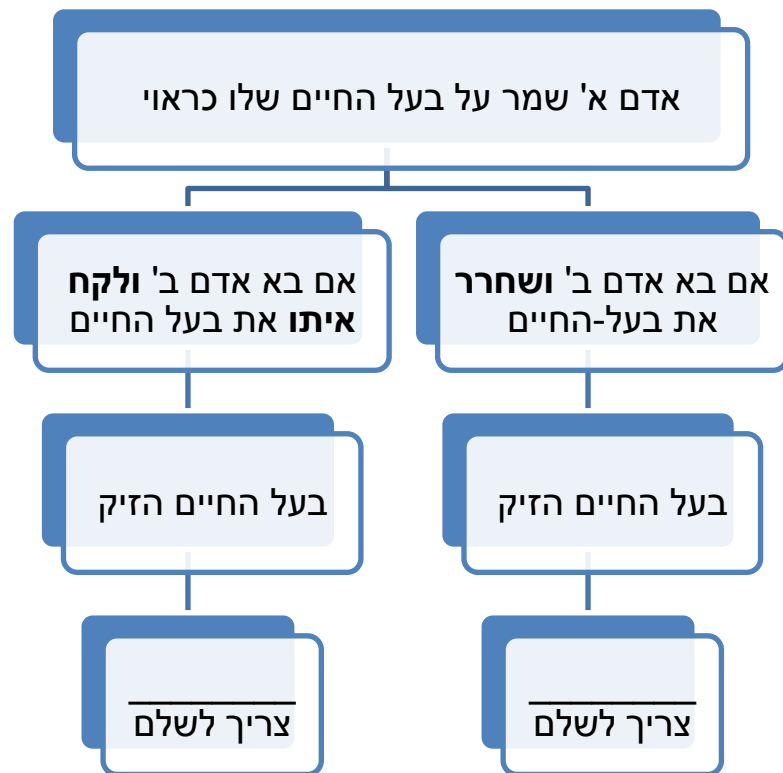 אדם א' שמר על בעל החיים שלו כראוי
אם בא אדם ב' ושחרר
את בעל-החיים
אם בא אדם ב' ולקח
איתו את בעל החיים
בעל החיים הזיק
בעל החיים הזיק
__________
צריך לשלם
__________
צריך לשלם